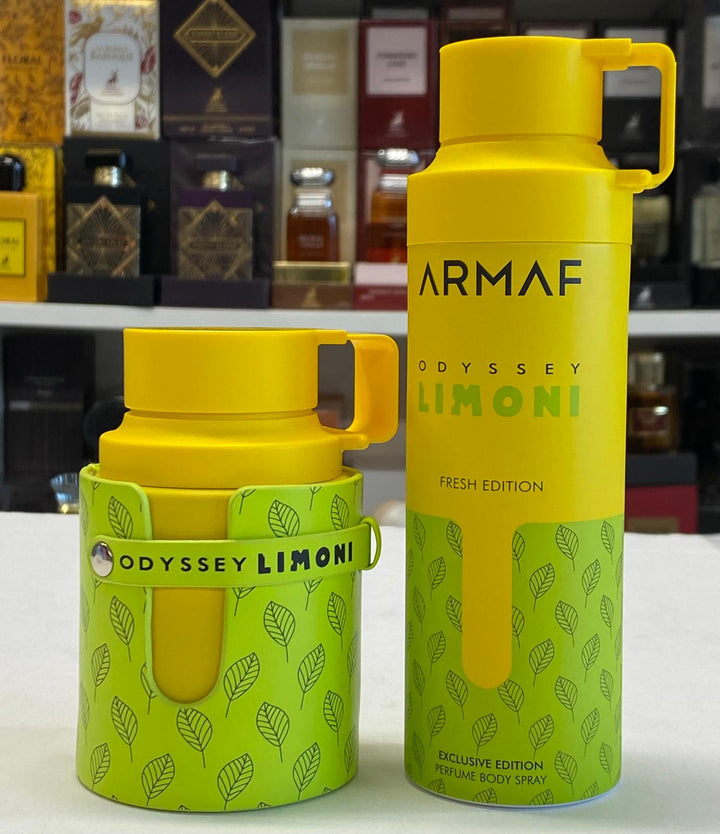 ODYSSEY LIMONI
ARMAF
ODYSSEY
LIMONI
FRESH EDITION
EXCLUSIVE EDITION
PERFUME BODY SPRAY